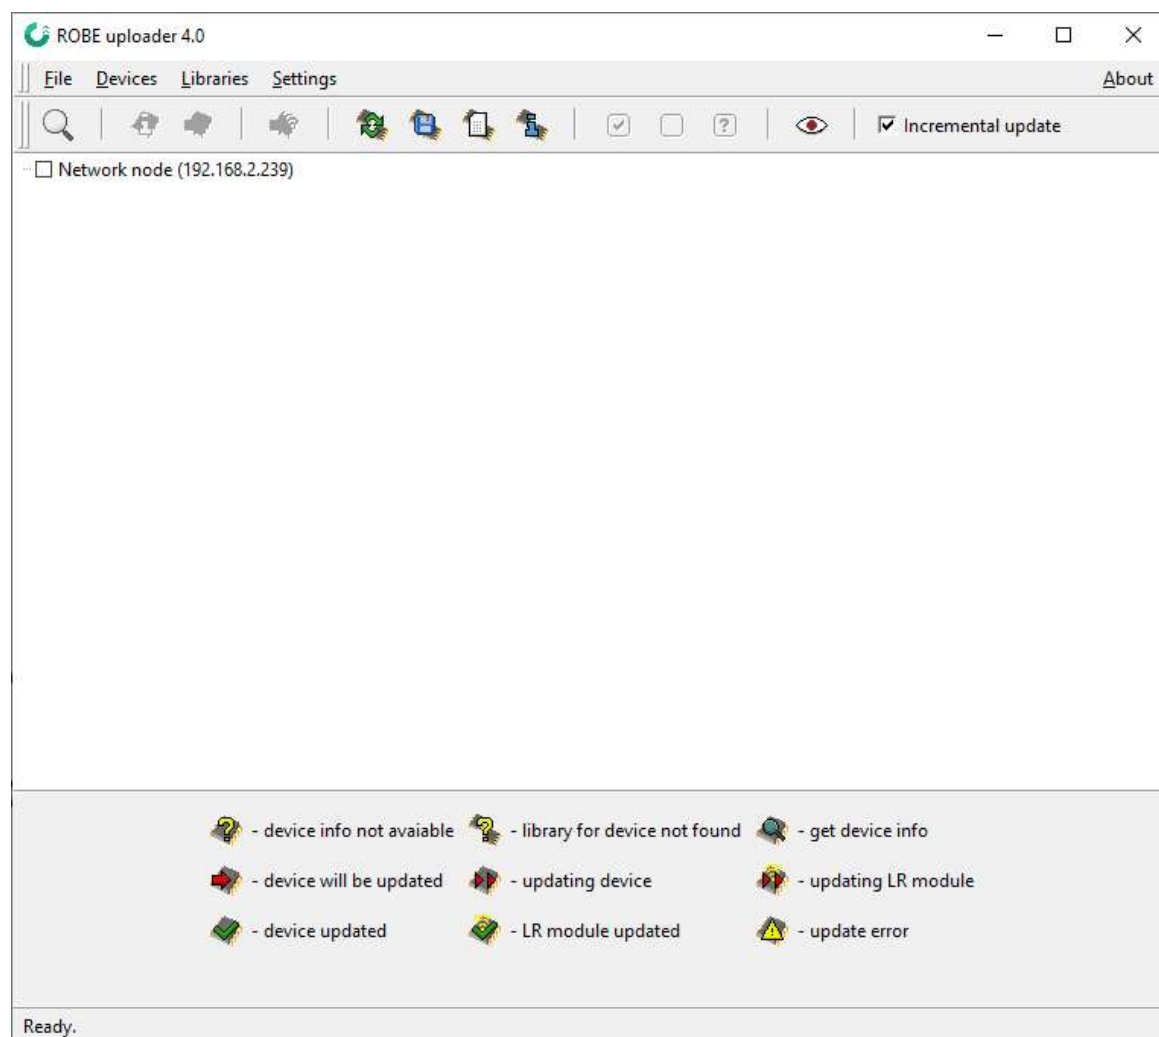 ROBE uploader 4.0
File Devices Libraries Settings About
Incremental update
Network node (192.168.2.239)
- device info not avaiable - library for device not found - get device info
- device will be updated - updating device - updating LR module
- device updated - LR module updated - update error
Ready.